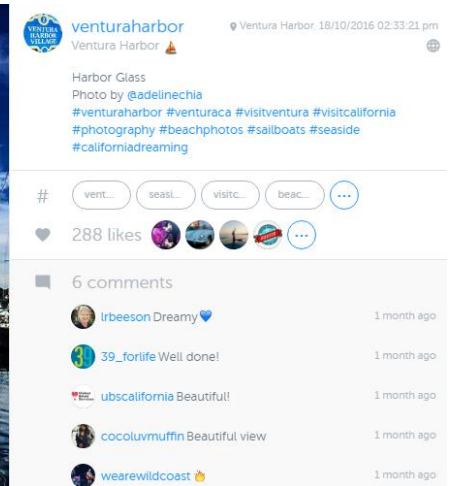 VENTURA
HARBOR
VILLAGE
venturaharbor
Ventura Harbor, 18/10/2016 02:33:21 pm
Ventura Harbor
Harbor Glass
Photo by @adelinechia
#venturaharbor #venturaca #visitventura #visitcalifornia
#photography #beachphotos #sailboats #seaside
#californiadreaming
# vent... seasi... visitc... beac... ...
288 likes ...
6 comments
lrbeeson Dreamy💙 1 month ago
39_forlife Well done! 1 month ago
ubscalifornia Beautiful! 1 month ago
cocoluvmuffin Beautiful view 1 month ago
wearewildcoast 👏 1 month ago